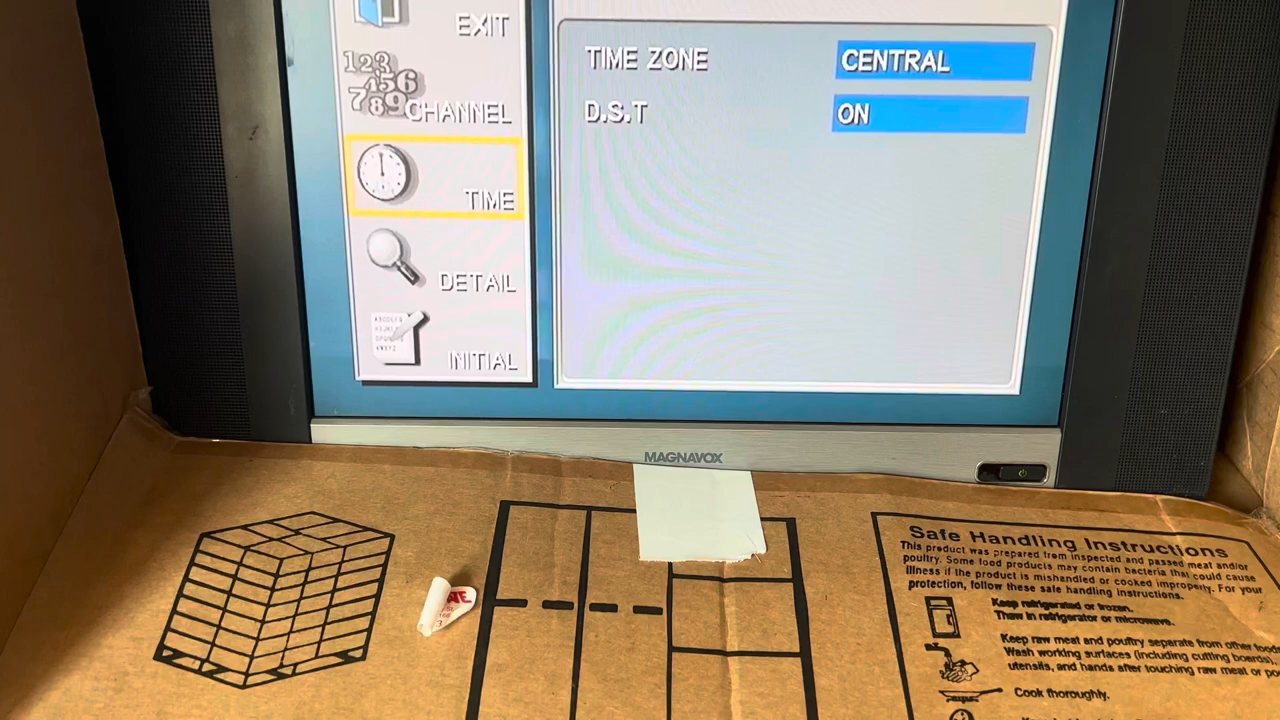 EXIT
CHANNEL
TIME
DETAIL
INITIAL
TIME ZONE
CENTRAL
D.S.T
ON
MAGNAVOX
Safe Handling Instructions
This product was prepared from inspected and passed meat and/or
poultry. Some food products may contain bacteria that could cause
illness if the product is mishandled or cooked improperly. For your
protection, follow these safe handling instructions.
Keep refrigerated or frozen.
Thaw in refrigerator or microwave.
Keep raw meat and poultry separate from other foods
Wash working surfaces (including cutting boards),
utensils, and hands after touching raw meat or
Cook thoroughly.